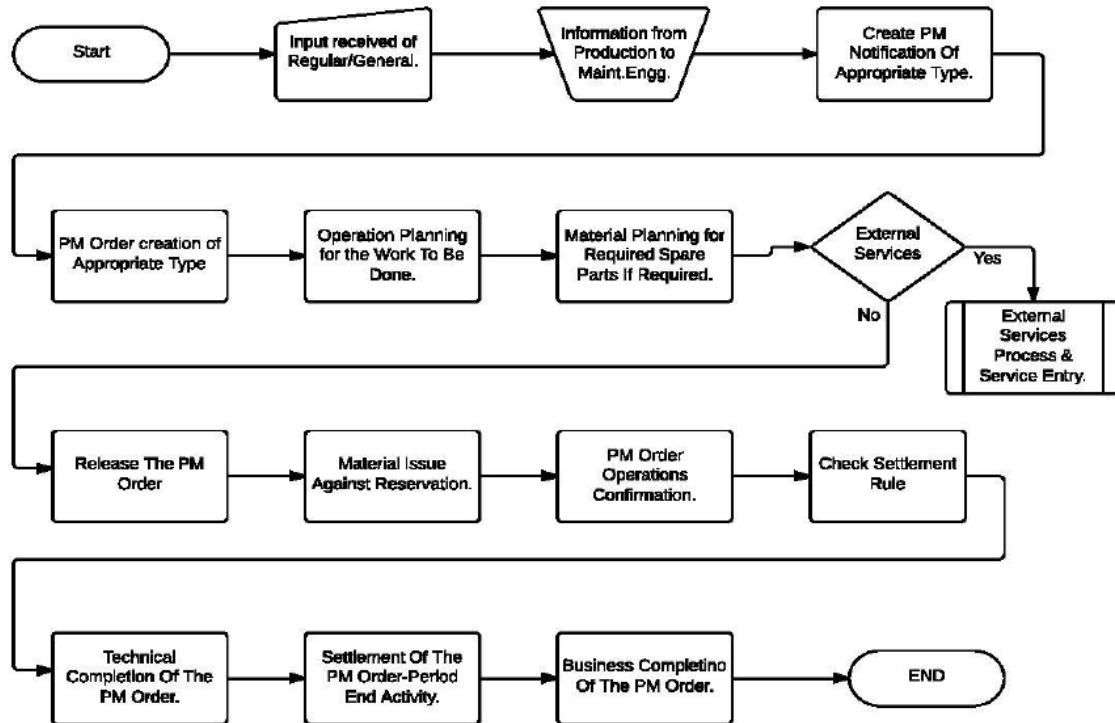 Start
Input received of
Regular/General.
Information from
Production to
Maint.Engg.
Create PM
Notification Of
Appropriate Type.
PM Order creation of
Appropriate Type
Operation Planning
for the Work To Be
Done.
Material Planning for
Required Spare
Parts If Required.
External
Services
Yes
No
External
Services
Process &
Service Entry.
Release The PM
Order
Material Issue
Against Reservation.
PM Order
Operations
Confirmation.
Check Settlement
Rule
Technical
Completion Of The
PM Order.
Settlement Of The
PM Order-Period
End Activity.
Business Completino
Of The PM Order.
END